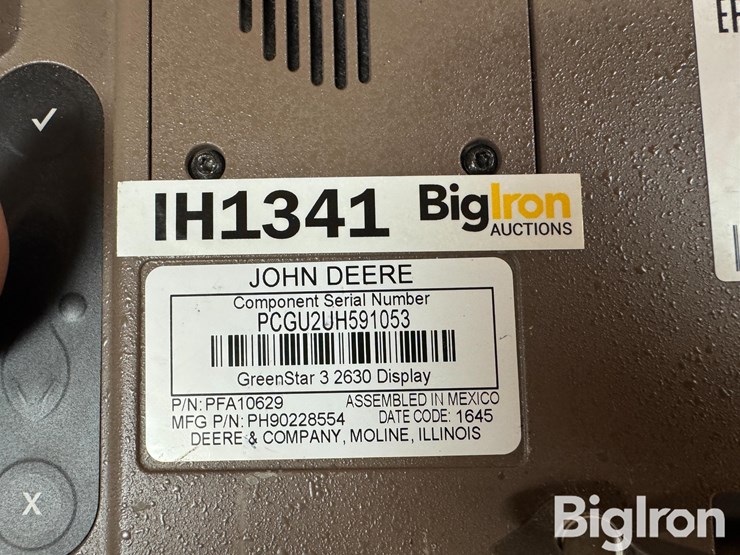 IH1341 BigIron
AUCTIONS
JOHN DEERE
Component Serial Number
PCGU2UH591053
GreenStar 3 2630 Display
P/N: PFA10629 ASSEMBLED IN MEXICO
MFG P/N: PH90228554 DATE CODE: 1645
DEERE & COMPANY, MOLINE, ILLINOIS
X
BigIron